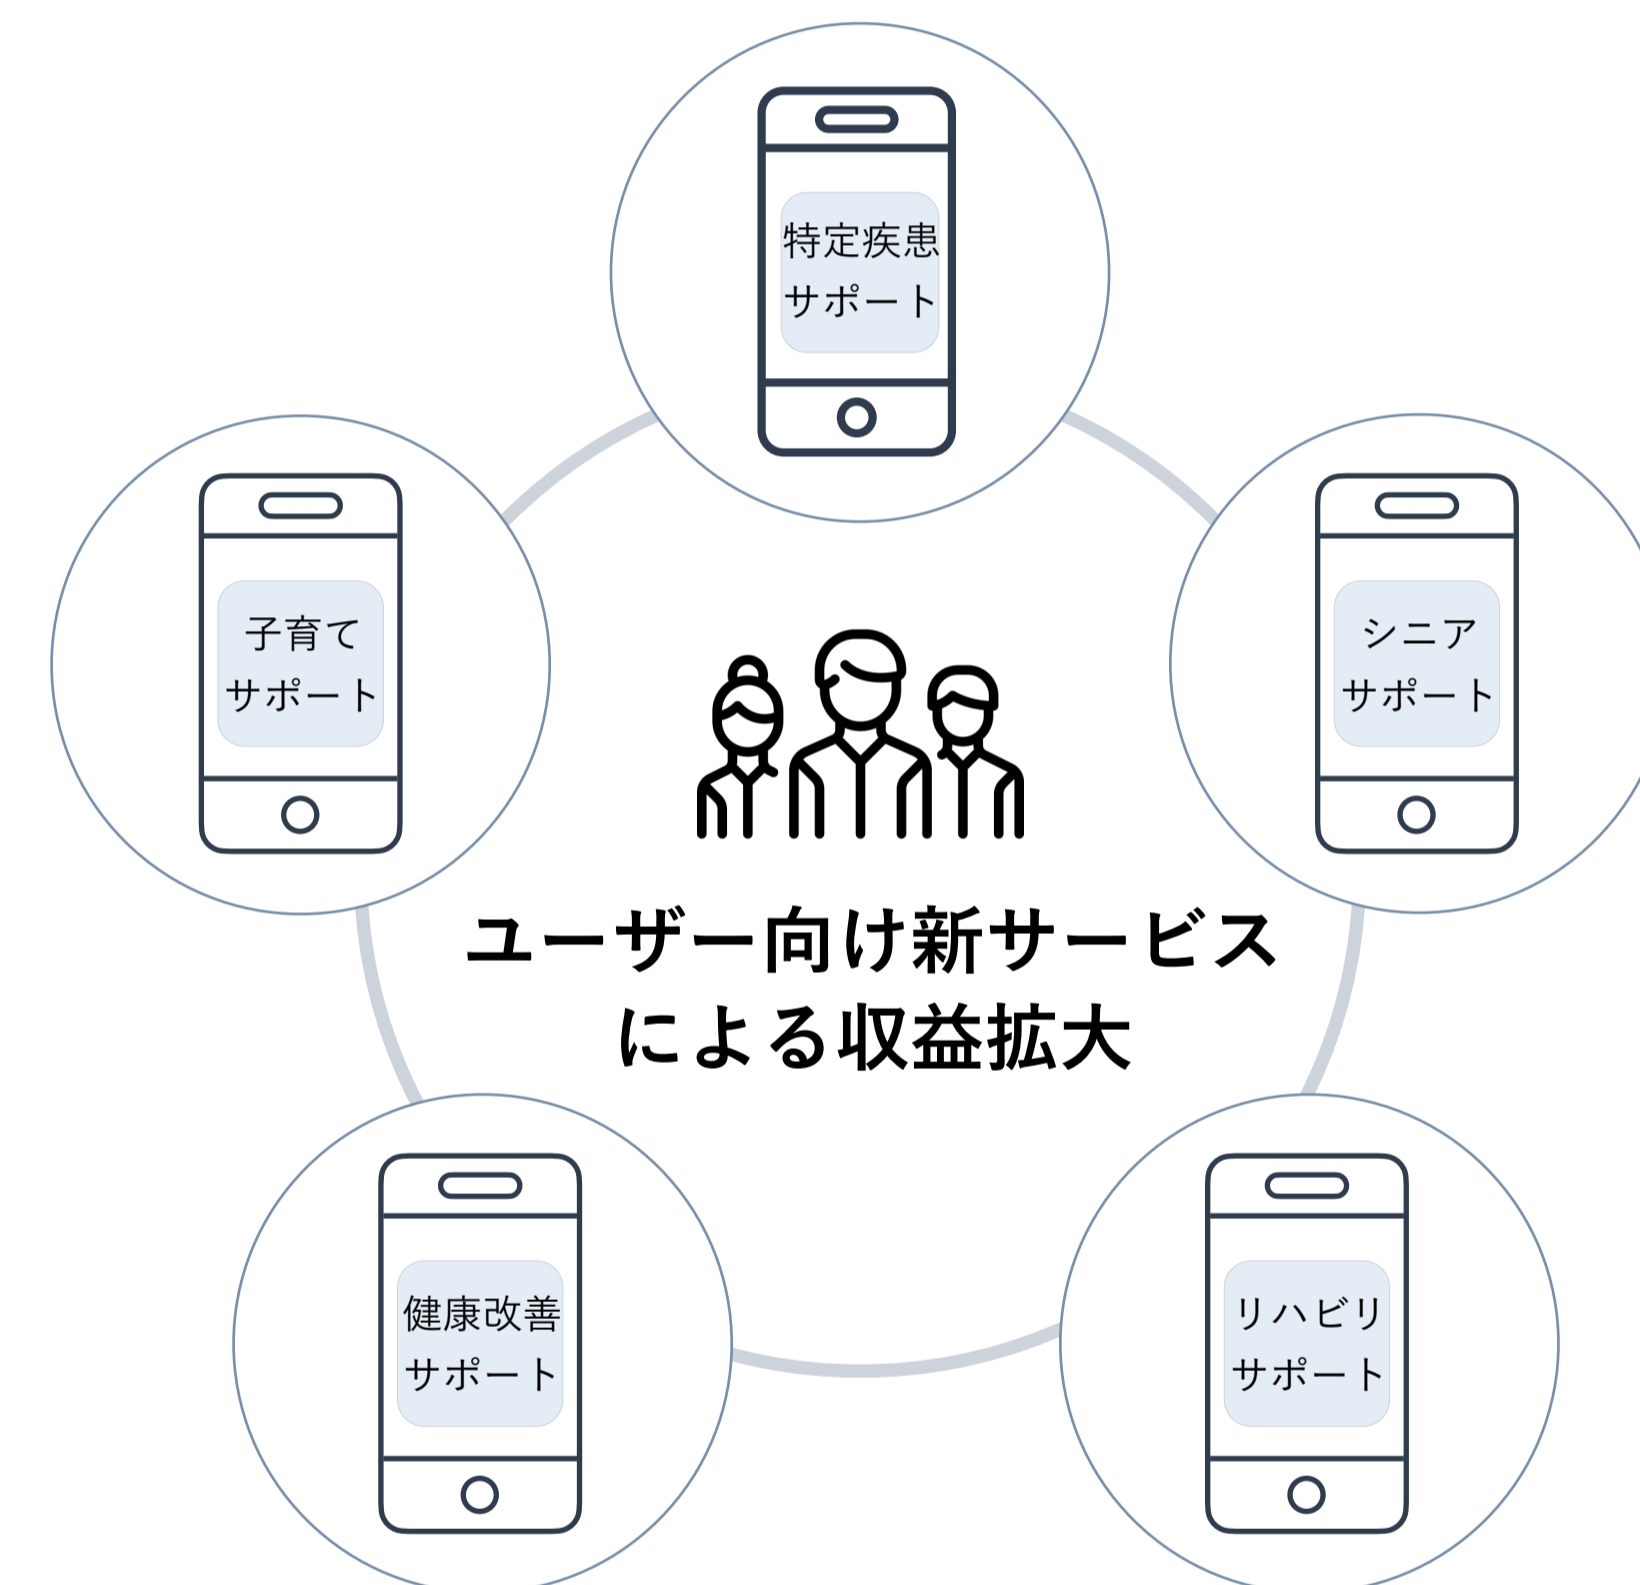 特定疾患
サポート
子育て
サポート
シニア
サポート
ユーザー向け新サービス
による収益拡大
健康改善
サポート
リハビリ
サポート